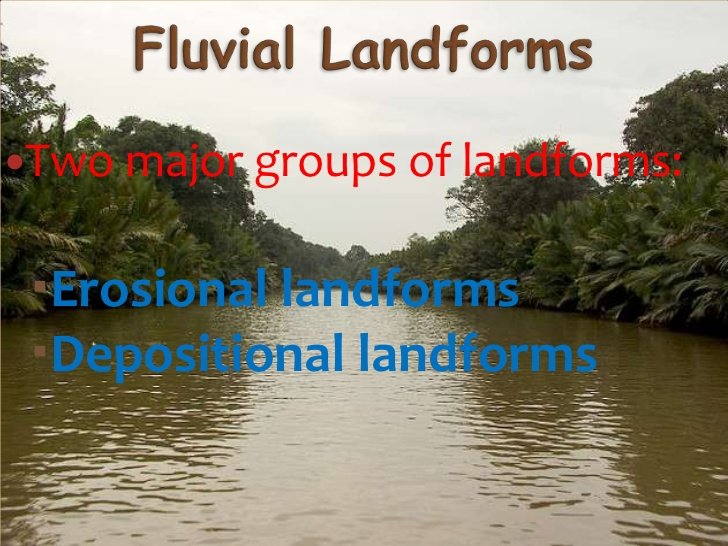 Fluvial Landforms
•Two major groups of landforms:
▪Erosional landforms
▪Depositional landforms